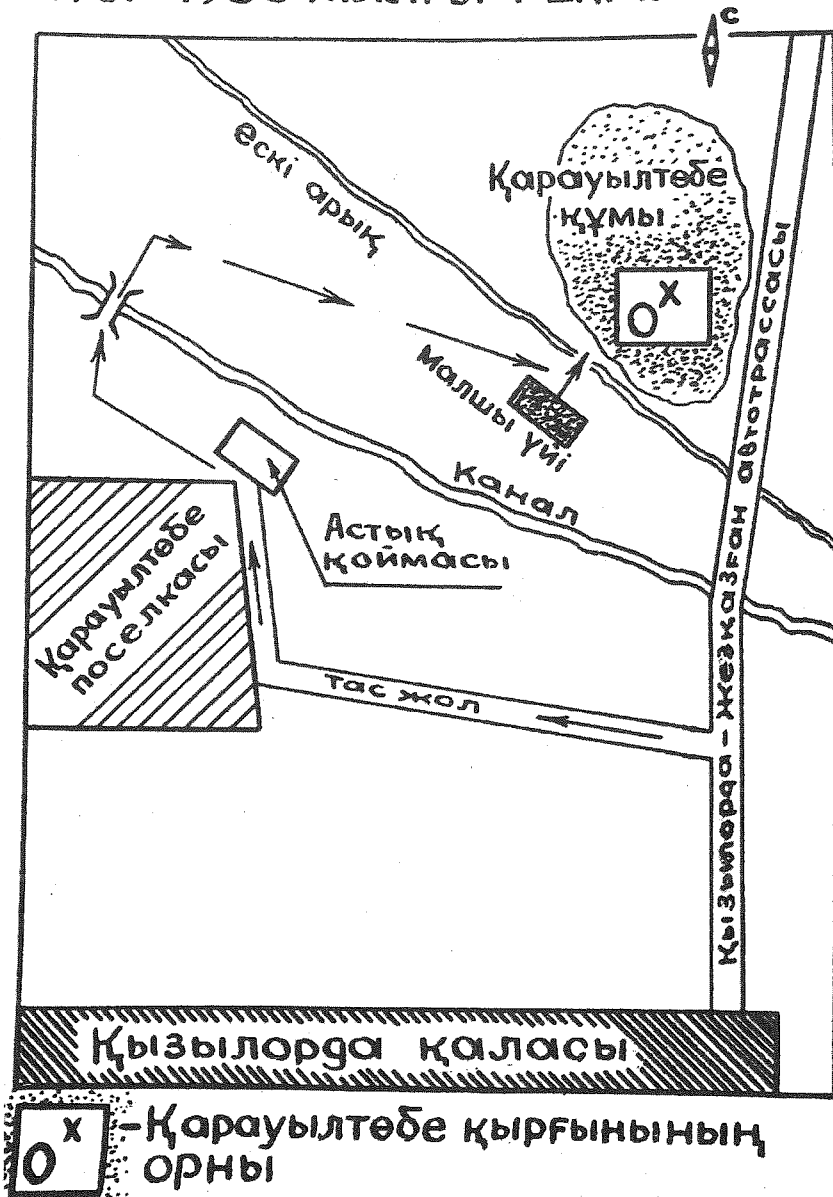 С
Ескі арық
Қарауылтөбе
құмы
О х
Малшы үйі
Канал
Астық
қоймасы
Қарауылтөбе
поселкасы
Тас жол
Қызылорда – Жезқазған автотрассасы
Қызылорда қаласы
О х
- Қарауылтөбе қырғынының
орны